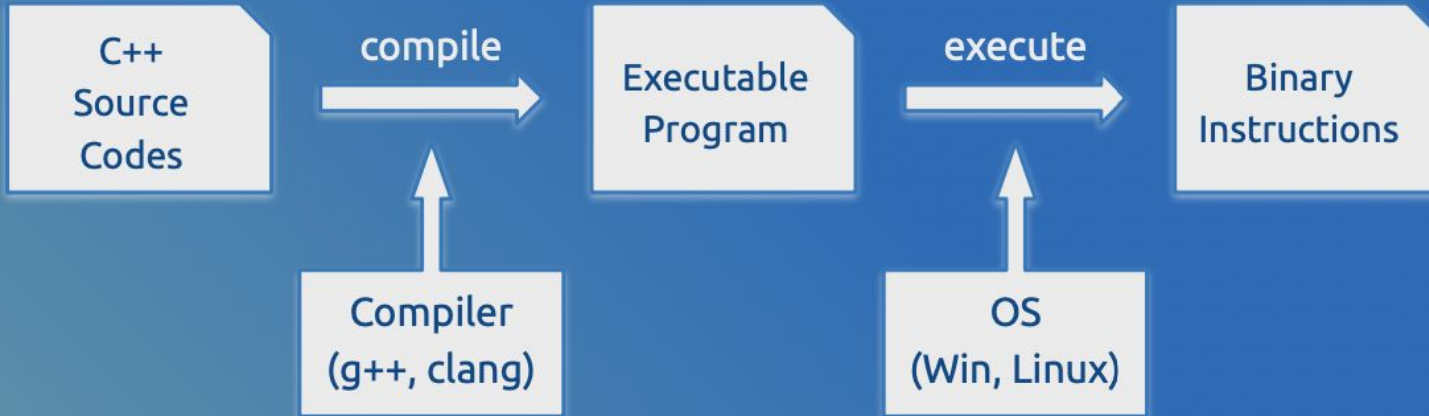 C++
Source
Codes
compile
Executable
Program
execute
Binary
Instructions
Compiler
(g++, clang)
OS
(Win, Linux)